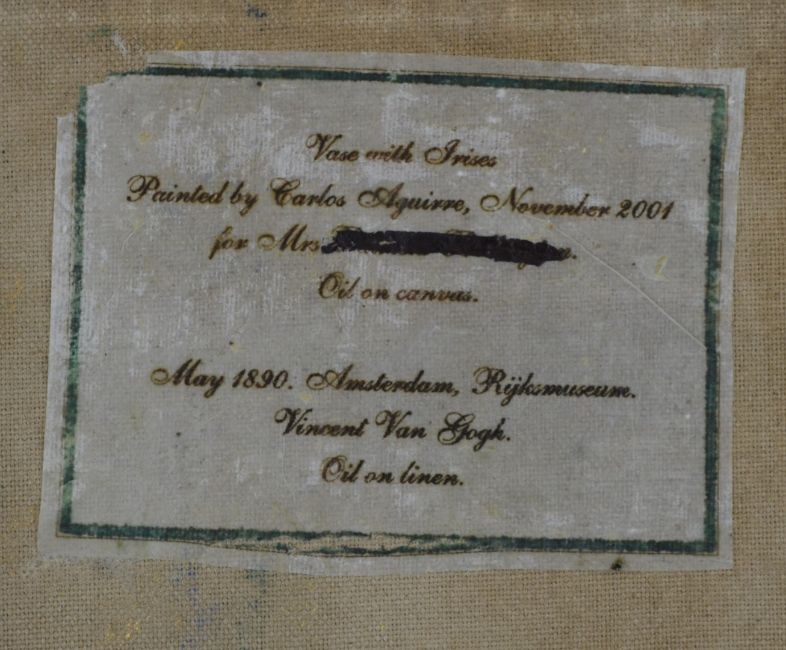 Vase with Irises
Painted by Carlos Aguirre, November 2001
for Mrs
Oil on canvas.
May 1890. Amsterdam, Rijksmuseum.
Vincent Van Gogh.
Oil on linen.